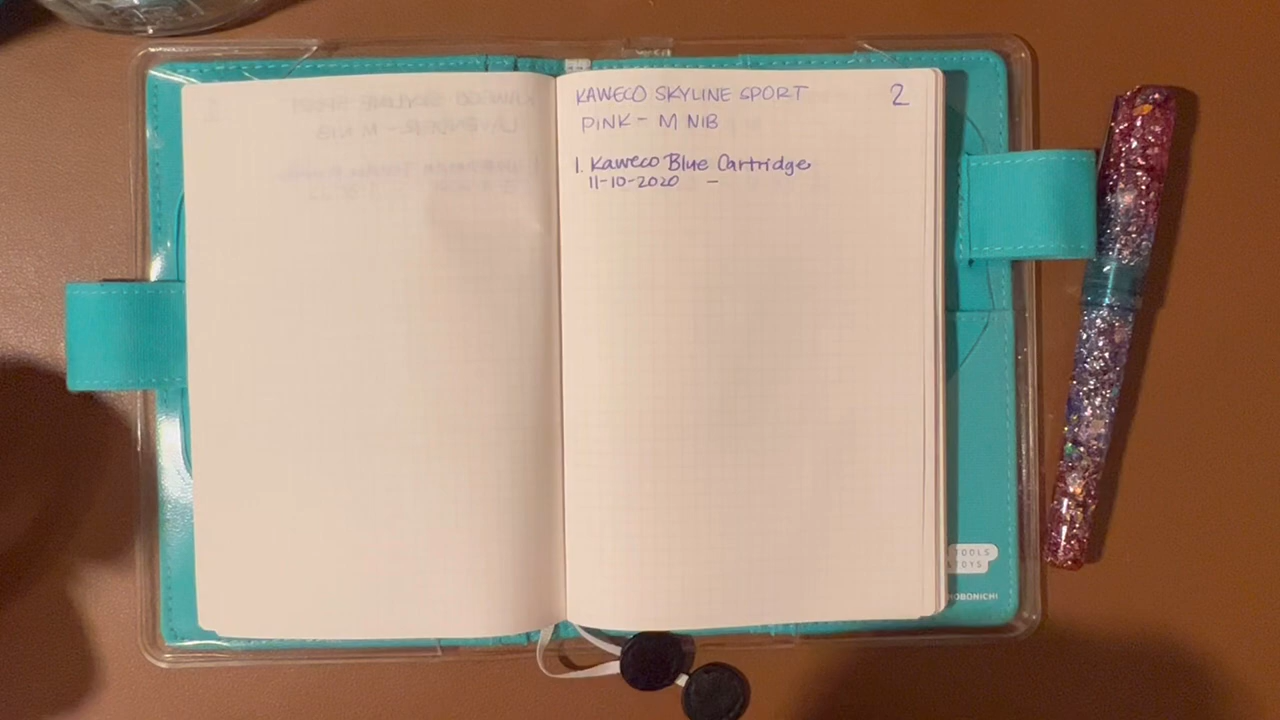 KAWECO SKYLINE SPORT
2
PINK - M NIB
1. Kaweco Blue Cartridge
11-10-2020 -
TOOLS
& TOYS
HOBONICHI